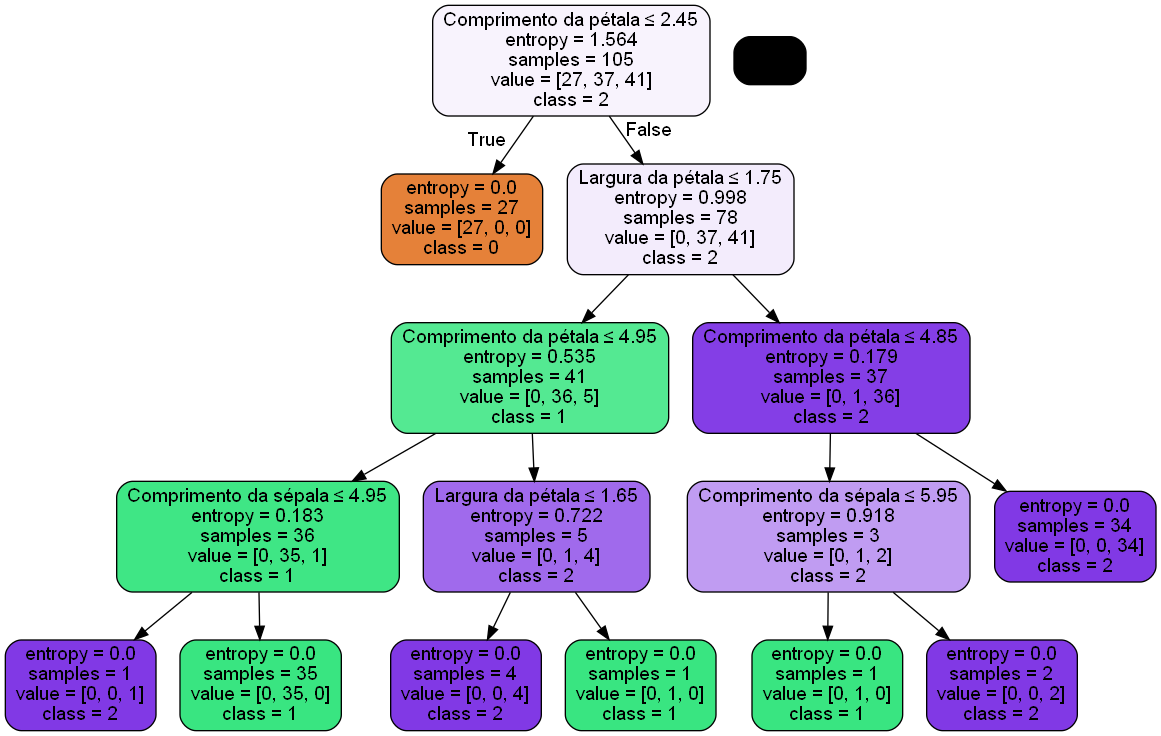 Comprimento da pétala ≤ 2.45
entropy = 1.564
samples = 105
value = [27, 37, 41]
class = 2
True
False
entropy = 0.0
samples = 27
value = [27, 0, 0]
class = 0
Largura da pétala ≤ 1.75
entropy = 0.998
samples = 78
value = [0, 37, 41]
class = 2
Comprimento da pétala ≤ 4.95
entropy = 0.535
samples = 41
value = [0, 36, 5]
class = 1
Comprimento da pétala ≤ 4.85
entropy = 0.179
samples = 37
value = [0, 1, 36]
class = 2
Comprimento da sépala ≤ 4.95
entropy = 0.183
samples = 36
value = [0, 35, 1]
class = 1
Largura da pétala ≤ 1.65
entropy = 0.722
samples = 5
value = [0, 1, 4]
class = 2
Comprimento da sépala ≤ 5.95
entropy = 0.918
samples = 3
value = [0, 1, 2]
class = 2
entropy = 0.0
samples = 34
value = [0, 0, 34]
class = 2
entropy = 0.0
samples = 1
value = [0, 0, 1]
class = 2
entropy = 0.0
samples = 35
value = [0, 35, 0]
class = 1
entropy = 0.0
samples = 4
value = [0, 0, 4]
class = 2
entropy = 0.0
samples = 1
value = [0, 1, 0]
class = 1
entropy = 0.0
samples = 1
value = [0, 1, 0]
class = 1
entropy = 0.0
samples = 2
value = [0, 0, 2]
class = 2